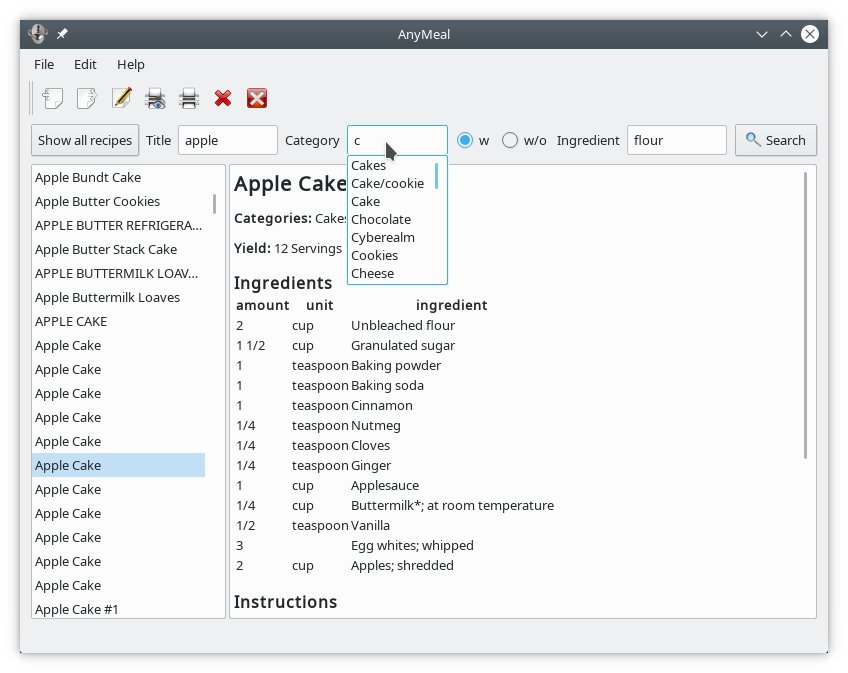 AnyMeal
File Edit Help
Show all recipes Title apple Category c w w/o Ingredient flour Search
Cakes
Cake/cookie
Cake
Chocolate
Cyberealm
Cookies
Cheese
Apple Bundt Cake
Apple Butter Cookies
APPLE BUTTER REFRIGERA...
Apple Butter Stack Cake
APPLE BUTTERMILK LOAV...
Apple Buttermilk Loaves
APPLE CAKE
Apple Cake
Apple Cake
Apple Cake
Apple Cake
Apple Cake
Apple Cake
Apple Cake
Apple Cake
Apple Cake
Apple Cake
Apple Cake
Apple Cake #1
Apple Cake
Categories: Cakes
Yield: 12 Servings
Ingredients
amount unit ingredient
2 cup Unbleached flour
1 1/2 cup Granulated sugar
1 teaspoon Baking powder
1 teaspoon Baking soda
1 teaspoon Cinnamon
1/4 teaspoon Nutmeg
1/4 teaspoon Cloves
1/4 teaspoon Ginger
1 cup Applesauce
1/4 cup Buttermilk*; at room temperature
1/2 teaspoon Vanilla
3 Egg whites; whipped
2 cup Apples; shredded
Instructions